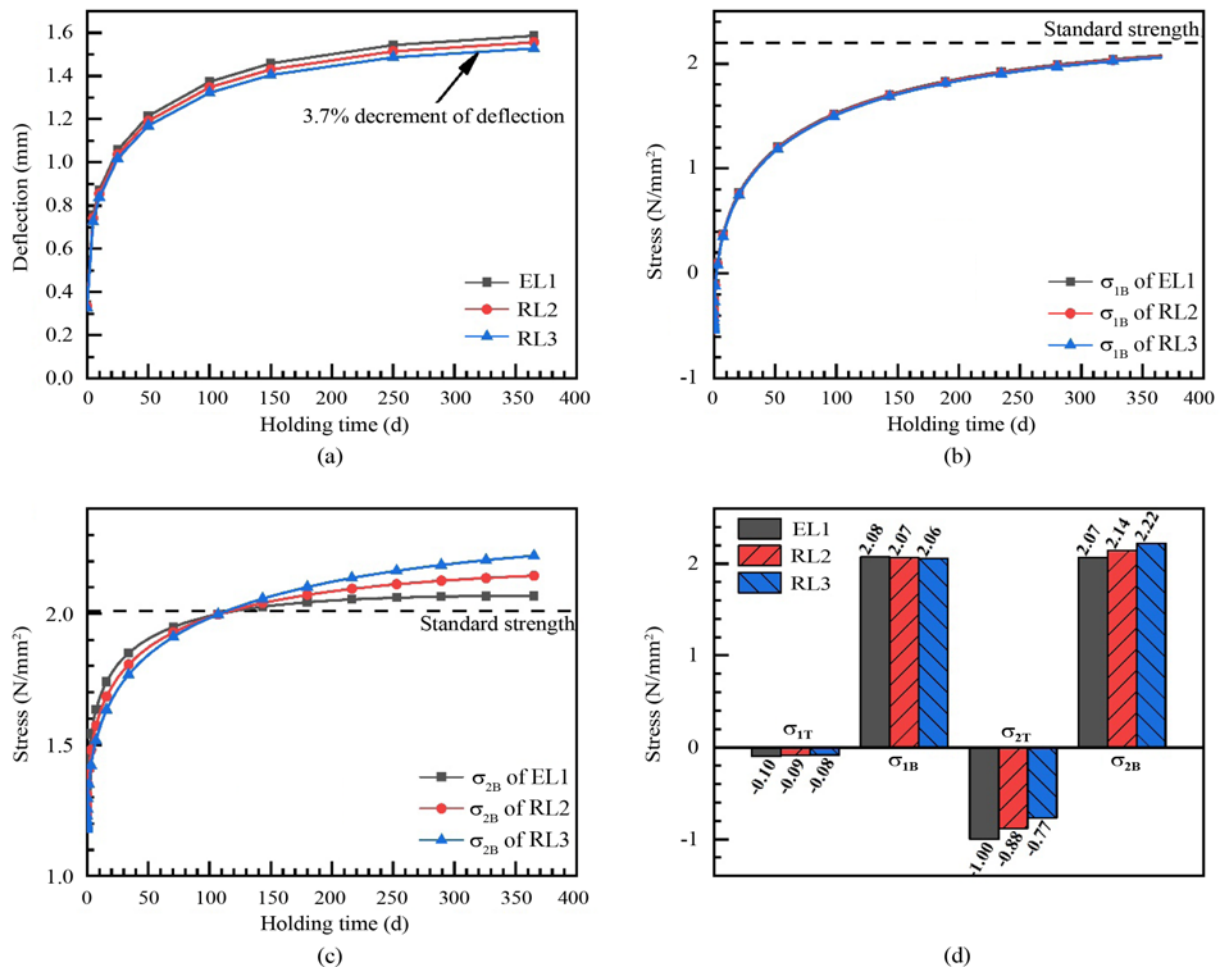 1.6
1.4
1.2
1.0
0.8
0.6
0.4
0.2
0.0
Deflection (mm)
3.7% decrement of deflection
EL1
RL2
RL3
0 50 100 150 200 250 300 350 400
Holding time (d)
(a)
2
1
0
-1
Stress (N/mm²)
Standard strength
σ1B of EL1
σ1B of RL2
σ1B of RL3
0 50 100 150 200 250 300 350 400
Holding time (d)
(b)
2.0
1.5
1.0
Stress (N/mm²)
Standard strength
σ2B of EL1
σ2B of RL2
σ2B of RL3
0 50 100 150 200 250 300 350 400
Holding time (d)
(c)
2
1
0
-1
Stress (N/mm²)
EL1
RL2
RL3
2.08 2.07 2.06
2.07 2.14 2.22
σ1T
σ1B
σ2T
σ2B
-0.10 -0.09 -0.08
-1.00 -0.88 -0.77
(d)